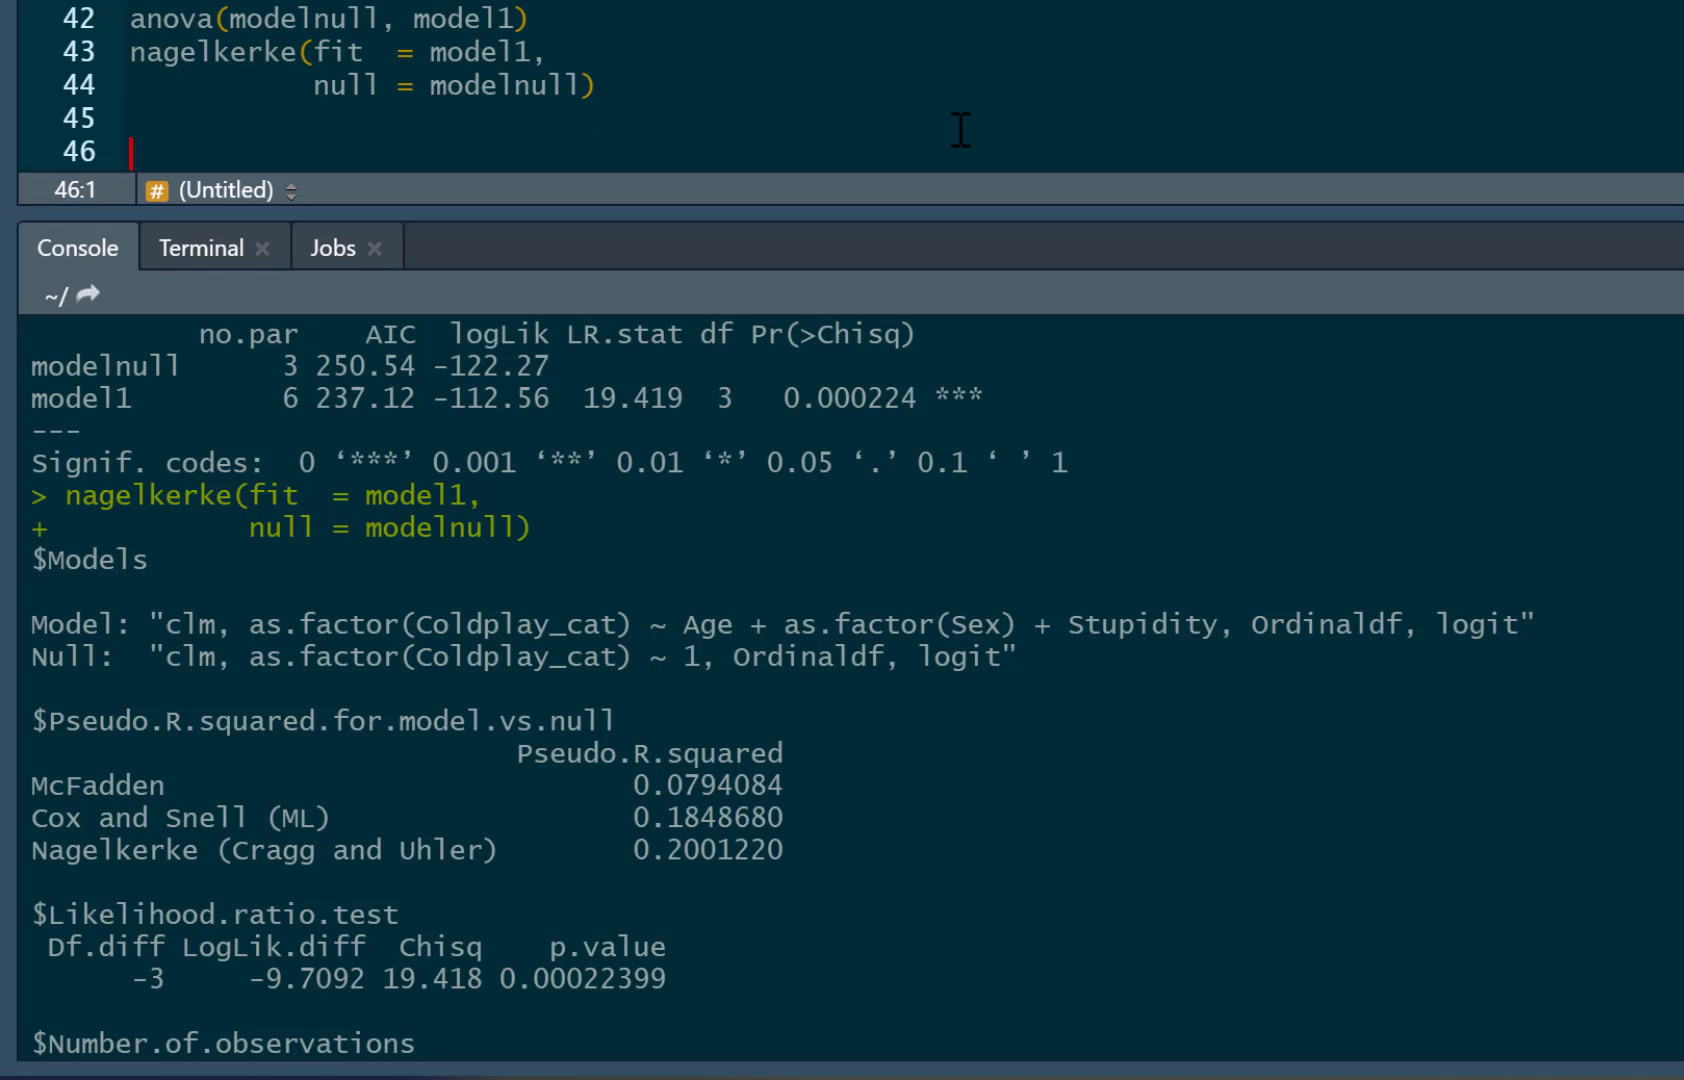 42 anova(modelnull, model1)
43 nagelkerke(fit  = model1,
44            null = modelnull)
45
46
46:1 # (Untitled)
Console Terminal × Jobs ×
~/
          no.par    AIC  logLik LR.stat df Pr(>Chisq)
modelnull      3 250.54 -122.27
model1         6 237.12 -112.56  19.419  3   0.000224 ***
---
Signif. codes:  0 ‘***’ 0.001 ‘**’ 0.01 ‘*’ 0.05 ‘.’ 0.1 ‘ ’ 1
> nagelkerke(fit  = model1,
+            null = modelnull)
$Models
Model: "clm, as.factor(Coldplay_cat) ~ Age + as.factor(Sex) + Stupidity, Ordinaldf, logit"
Null:  "clm, as.factor(Coldplay_cat) ~ 1, Ordinaldf, logit"
$Pseudo.R.squared.for.model.vs.null
                             Pseudo.R.squared
McFadden                            0.0794084
Cox and Snell (ML)                  0.1848680
Nagelkerke (Cragg and Uhler)        0.2001220
$Likelihood.ratio.test
 Df.diff LogLik.diff  Chisq    p.value
      -3     -9.7092 19.418 0.00022399
$Number.of.observations